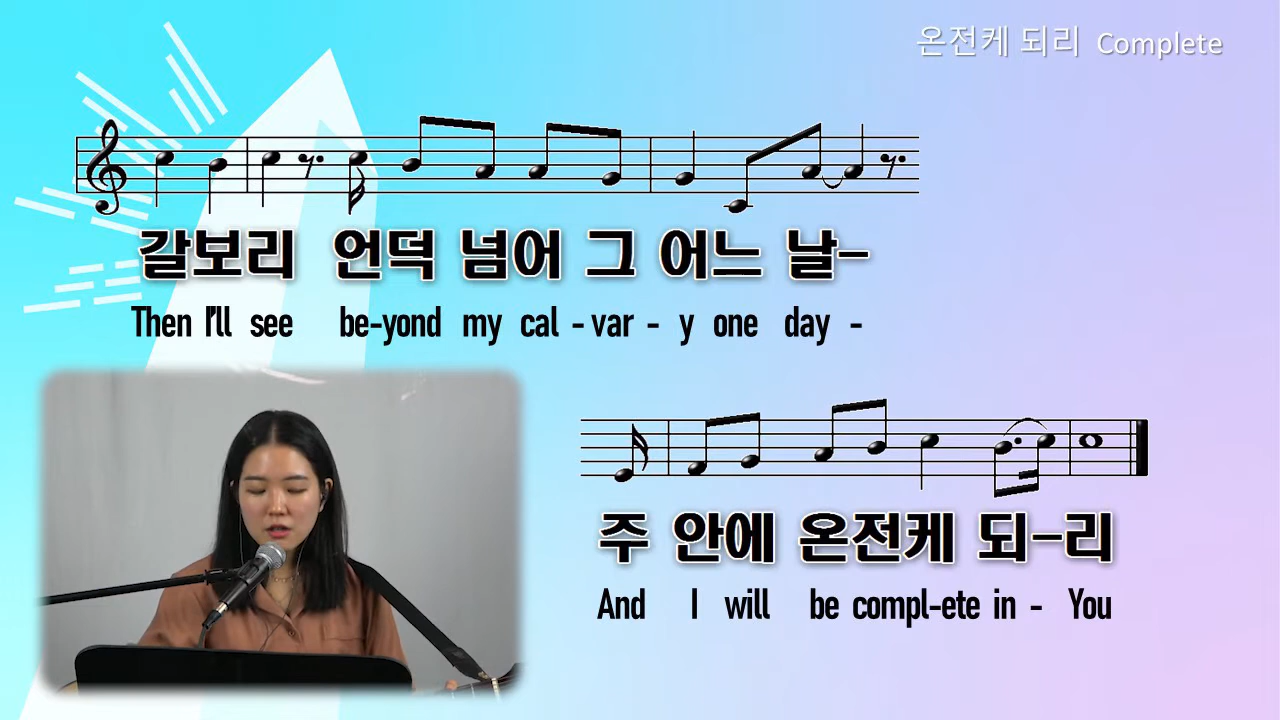 온전케 되리 Complete
갈보리 언덕 넘어 그 어느 날-
Then I'll see be-yond my cal - var - y one day -
주 안에 온전케 되-리
And I will be compl-ete in - You